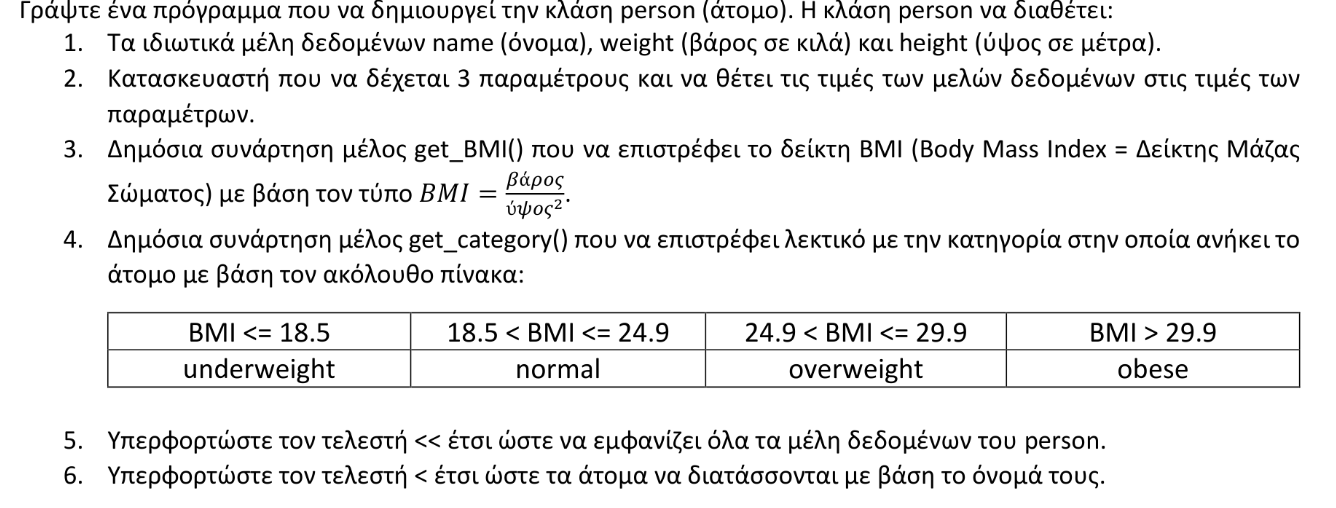 Γράψτε ένα πρόγραμμα που να δημιουργεί την κλάση person (άτομο). Η κλάση person να διαθέτει:
1. Τα ιδιωτικά μέλη δεδομένων name (όνομα), weight (βάρος σε κιλά) και height (ύψος σε μέτρα).
2. Κατασκευαστή που να δέχεται 3 παραμέτρους και να θέτει τις τιμές των μελών δεδομένων στις τιμές των
παραμέτρων.
3. Δημόσια συνάρτηση μέλος get_BMI() που να επιστρέφει το δείκτη BMI (Body Mass Index = Δείκτης Μάζας
Σώματος) με βάση τον τύπο BMI = βάρος/ύψος².
4. Δημόσια συνάρτηση μέλος get_category() που να επιστρέφει λεκτικό με την κατηγορία στην οποία ανήκει το
άτομο με βάση τον ακόλουθο πίνακα:
BMI <= 18.5 18.5 < BMI <= 24.9 24.9 < BMI <= 29.9 BMI > 29.9
underweight normal overweight obese
5. Υπερφορτώστε τον τελεστή << έτσι ώστε να εμφανίζει όλα τα μέλη δεδομένων του person.
6. Υπερφορτώστε τον τελεστή < έτσι ώστε τα άτομα να διατάσσονται με βάση το όνομά τους.